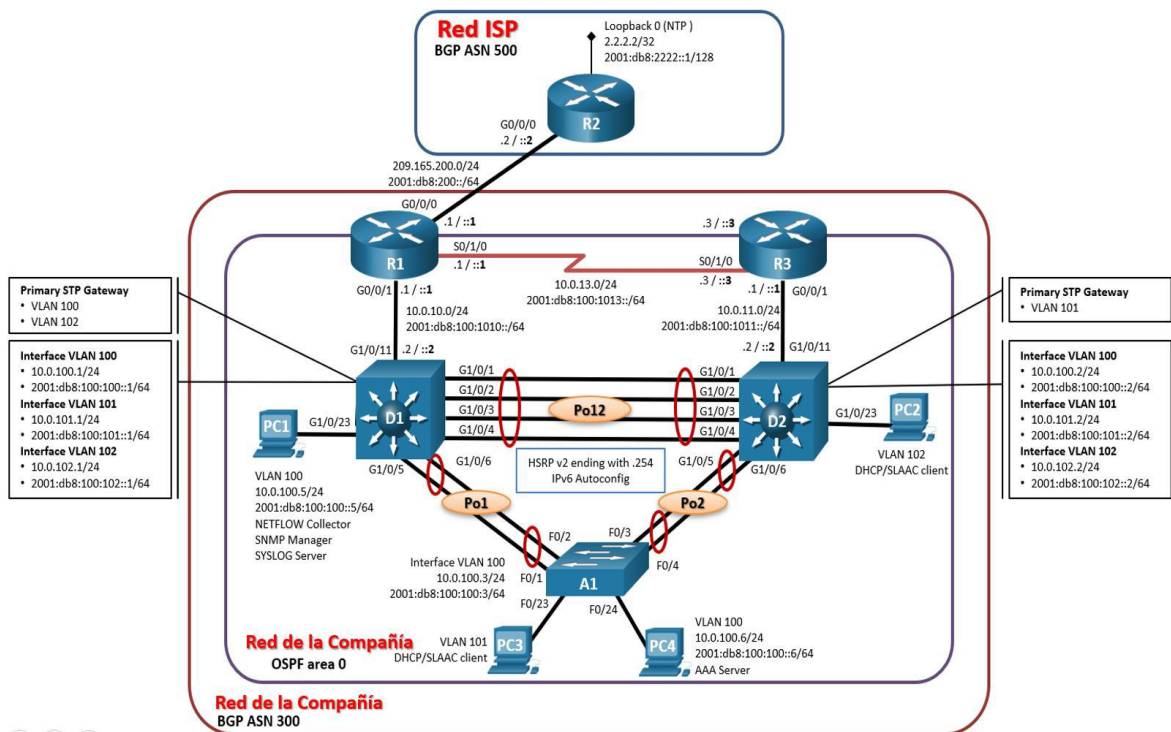 Red ISP
BGP ASN 500
Loopback 0 (NTP )
2.2.2.2/32
2001:db8:2222::1/128
R2
G0/0/0
.2 / ::2
209.165.200.0/24
2001:db8:200::/64
G0/0/0
.1 / ::1
R1
S0/1/0
.1 / ::1
.3 / ::3
R3
S0/1/0
.3 / ::3
10.0.13.0/24
2001:db8:100:1013::/64
G0/0/1
.1 / ::1
10.0.10.0/24
2001:db8:100:1010::/64
.2 / ::2
G1/0/11
.1 / ::1
G0/0/1
10.0.11.0/24
2001:db8:100:1011::/64
.2 / ::2
G1/0/11
Primary STP Gateway
• VLAN 100
• VLAN 102
Interface VLAN 100
• 10.0.100.1/24
• 2001:db8:100:100::1/64
Interface VLAN 101
• 10.0.101.1/24
• 2001:db8:100:101::1/64
Interface VLAN 102
• 10.0.102.1/24
• 2001:db8:100:102::1/64
Primary STP Gateway
• VLAN 101
Interface VLAN 100
• 10.0.100.2/24
• 2001:db8:100:100::2/64
Interface VLAN 101
• 10.0.101.2/24
• 2001:db8:100:101::2/64
Interface VLAN 102
• 10.0.102.2/24
• 2001:db8:100:102::2/64
D1
G1/0/1
G1/0/2
G1/0/3
G1/0/4
Po12
G1/0/1
G1/0/2
G1/0/3
G1/0/4
D2
PC1
G1/0/23
VLAN 100
10.0.100.5/24
2001:db8:100:100::5/64
NETFLOW Collector
SNMP Manager
SYSLOG Server
G1/0/23
PC2
VLAN 102
DHCP/SLAAC client
G1/0/5
G1/0/6
HSRP v2 ending with .254
IPv6 Autoconfig
G1/0/5
G1/0/6
Po1
Po2
F0/2
F0/3
F0/1
F0/4
Interface VLAN 100
10.0.100.3/24
2001:db8:100:100:3/64
A1
F0/23
F0/24
VLAN 101
DHCP/SLAAC client
PC3
PC4
VLAN 100
10.0.100.6/24
2001:db8:100:100::6/64
AAA Server
Red de la Compañía
OSPF area 0
Red de la Compañía
BGP ASN 300